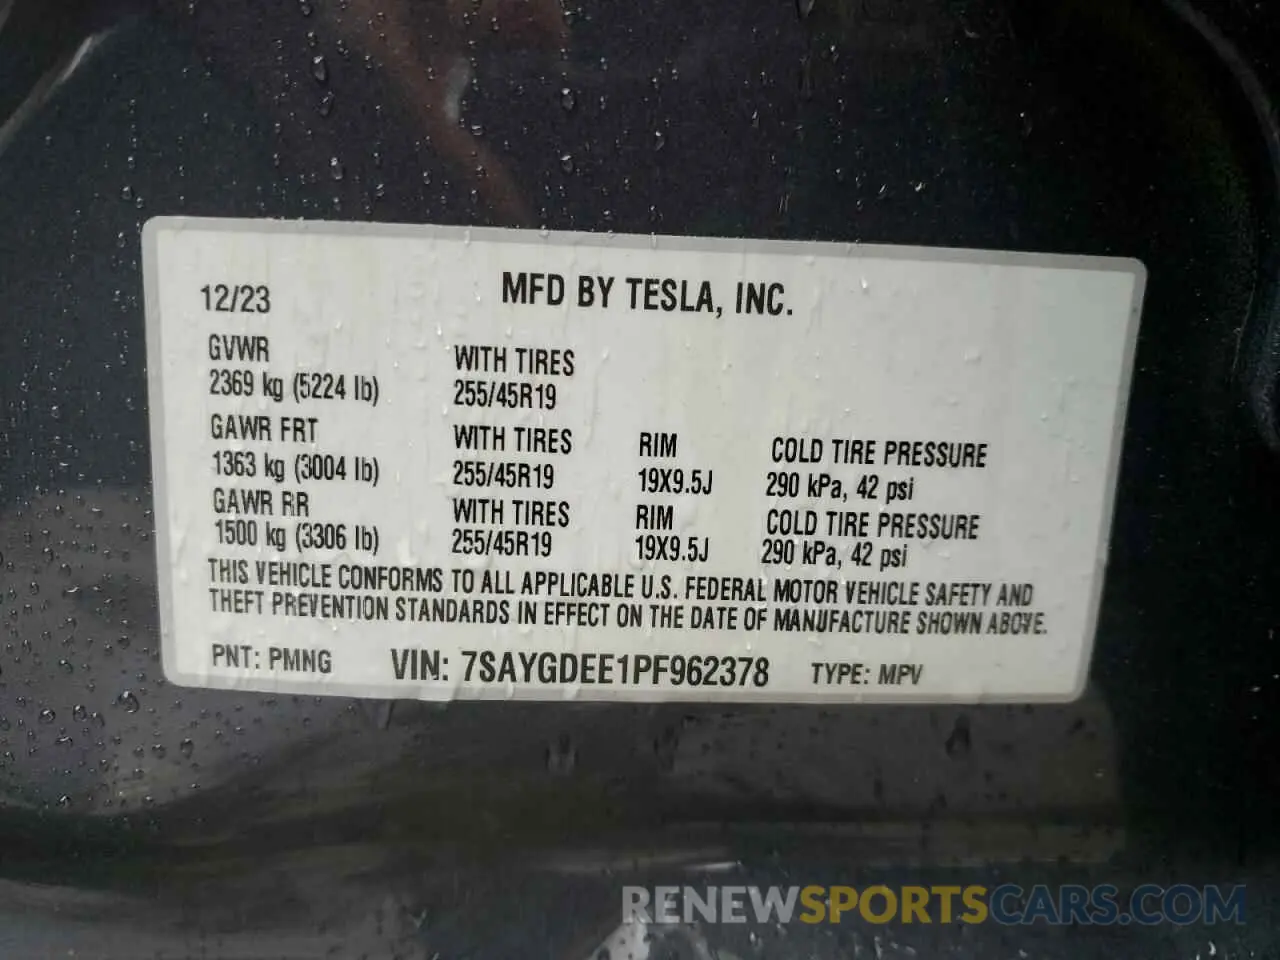 12/23 MFD BY TESLA, INC.
GVWR WITH TIRES
2369 kg (5224 lb) 255/45R19
GAWR FRT WITH TIRES RIM COLD TIRE PRESSURE
1363 kg (3004 lb) 255/45R19 19X9.5J 290 kPa, 42 psi
GAWR RR WITH TIRES RIM COLD TIRE PRESSURE
1500 kg (3306 lb) 255/45R19 19X9.5J 290 kPa, 42 psi
THIS VEHICLE CONFORMS TO ALL APPLICABLE U.S. FEDERAL MOTOR VEHICLE SAFETY AND
THEFT PREVENTION STANDARDS IN EFFECT ON THE DATE OF MANUFACTURE SHOWN ABOVE.
PNT: PMNG VIN: 7SAYGDEE1PF962378 TYPE: MPV
RENEWSPORTSCARS.COM